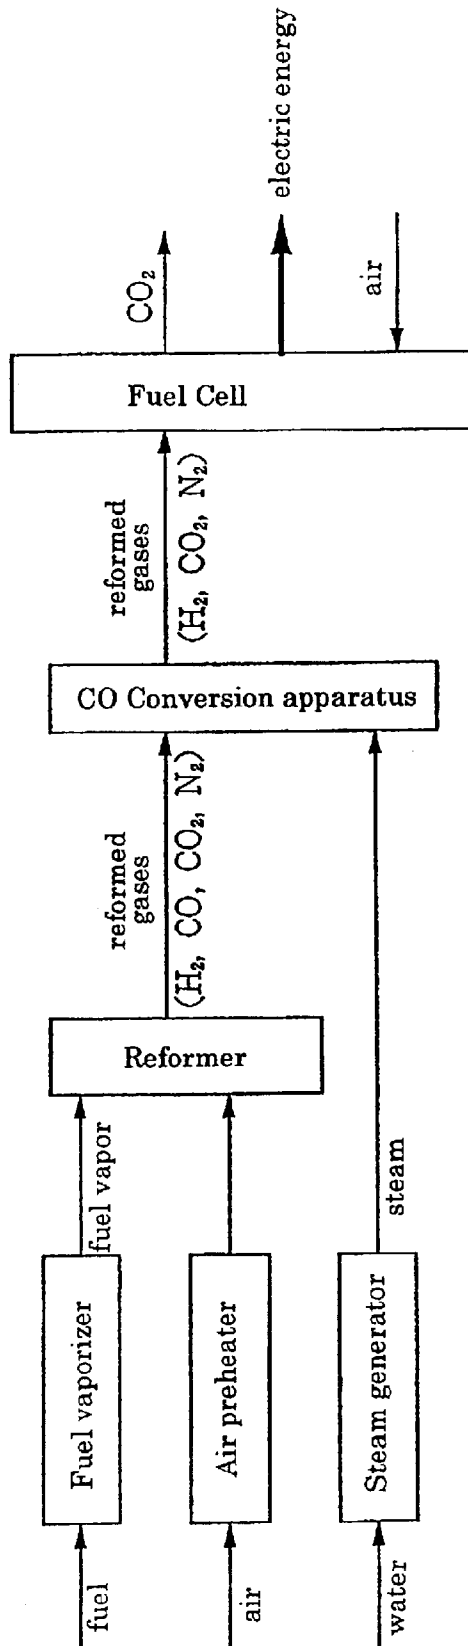 fuel
Fuel vaporizer
fuel vapor
air
Air preheater
water
Steam generator
steam
Reformer
reformed
gases
(H₂, CO, CO₂, N₂)
CO Conversion apparatus
reformed
gases
(H₂, CO₂, N₂)
Fuel Cell
CO₂
electric energy
air